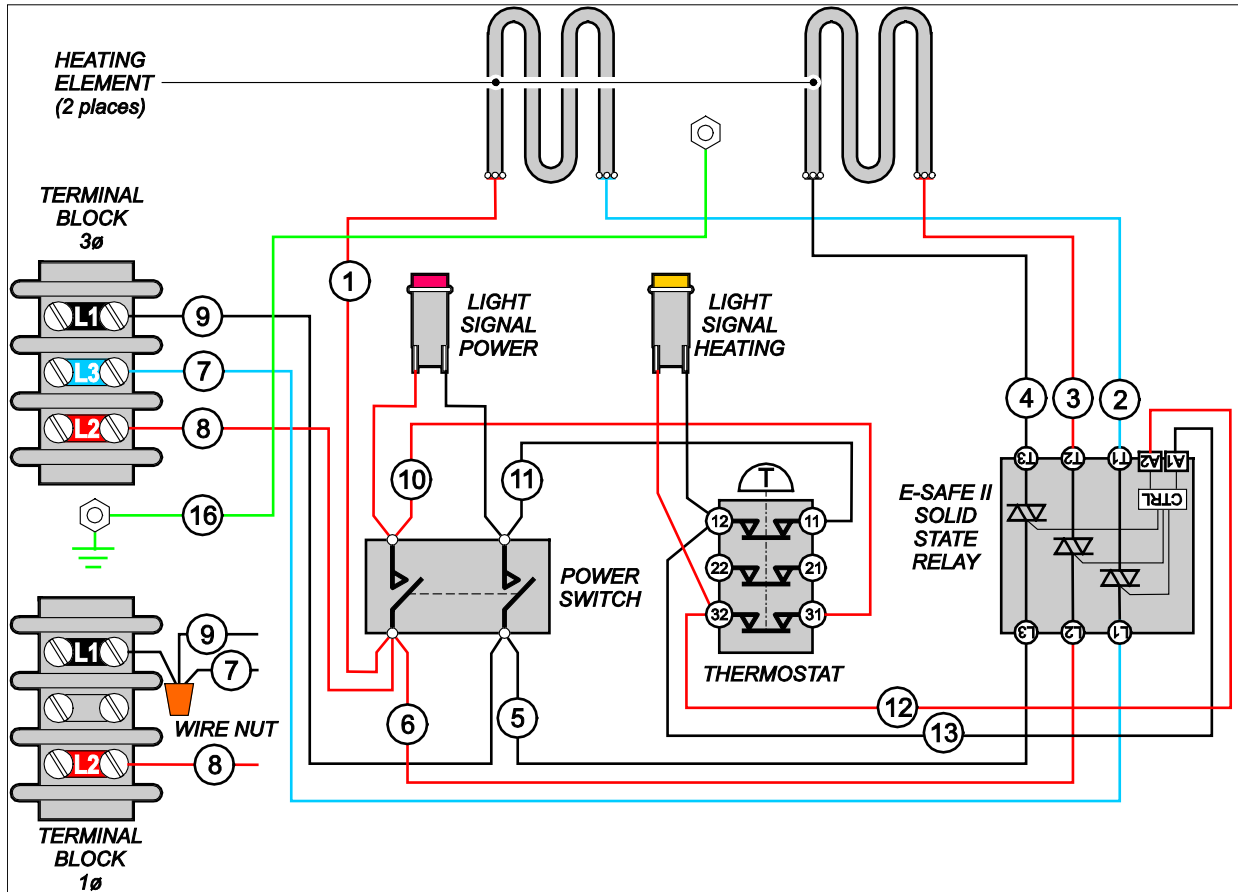 HEATING
ELEMENT
(2 places)
TERMINAL
BLOCK
3ø
L1
9
L3
7
L2
8
16
1
LIGHT
SIGNAL
POWER
LIGHT
SIGNAL
HEATING
10
11
POWER
SWITCH
T
12
11
22
21
32
31
THERMOSTAT
4
3
2
T3
T2
T1
A2
A1
CTRL
E-SAFE II
SOLID
STATE
RELAY
L3
L2
L1
12
13
6
5
L1
9
7
WIRE NUT
L2
8
TERMINAL
BLOCK
1ø